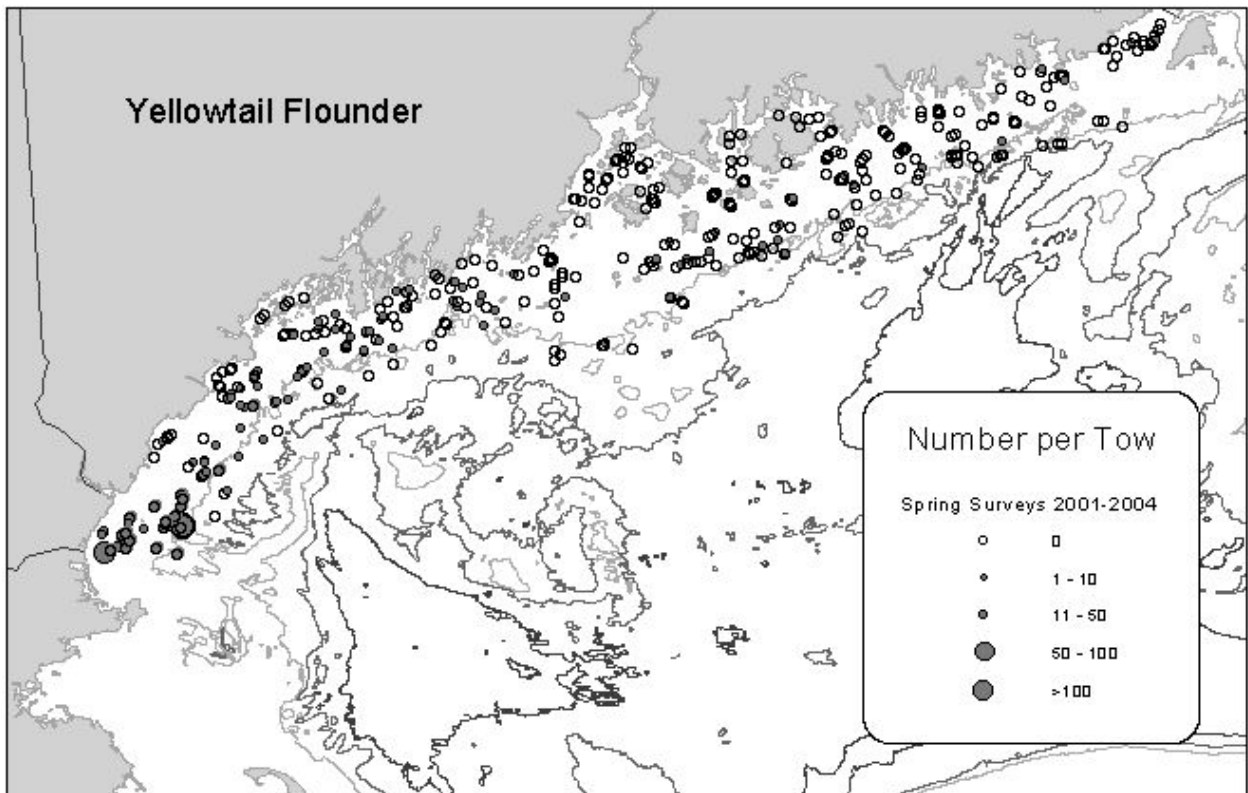 Yellowtail Flounder
Number per Tow
Spring Surveys 2001-2004
0
1 - 10
11 - 50
50 - 100
>100